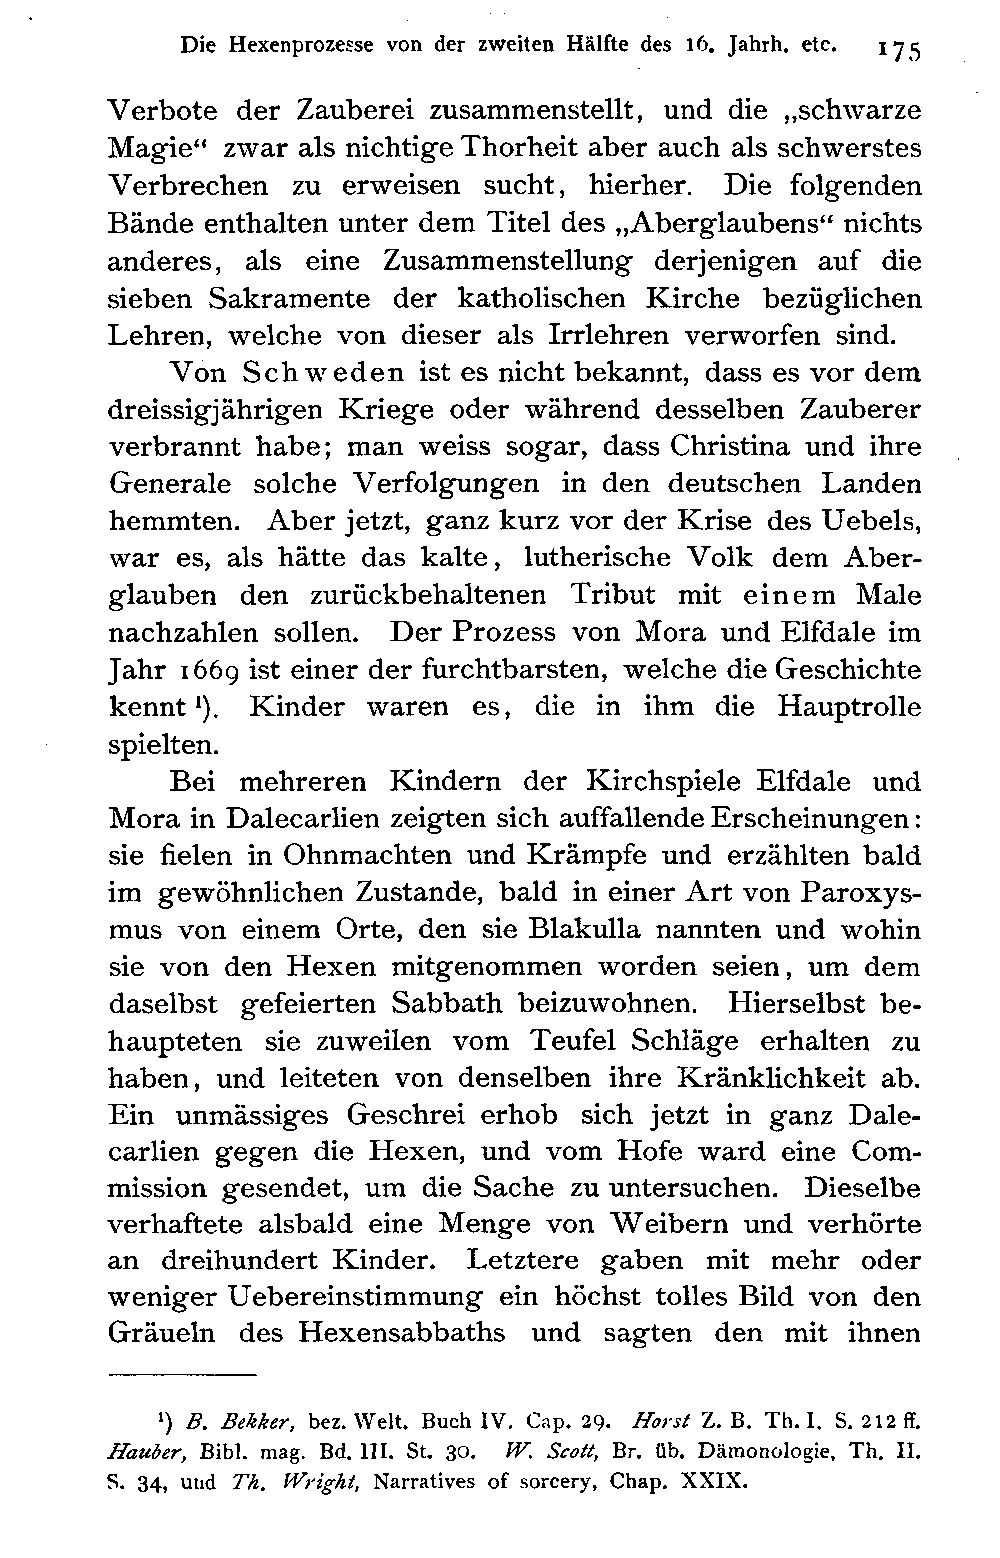 Die Hexenprozesse von der zweiten Hälfte des 16. Jahrh. etc. 175
Verbote der Zauberei zusammenstellt, und die „schwarze
Magie“ zwar als nichtige Thorheit aber auch als schwerstes
Verbrechen zu erweisen sucht, hierher. Die folgenden
Bände enthalten unter dem Titel des „Aberglaubens“ nichts
anderes, als eine Zusammenstellung derjenigen auf die
sieben Sakramente der katholischen Kirche bezüglichen
Lehren, welche von dieser als Irrlehren verworfen sind.
Von Schweden ist es nicht bekannt, dass es vor dem
dreissigjährigen Kriege oder während desselben Zauberer
verbrannt habe; man weiss sogar, dass Christina und ihre
Generale solche Verfolgungen in den deutschen Landen
hemmten. Aber jetzt, ganz kurz vor der Krise des Uebels,
war es, als hätte das kalte, lutherische Volk dem Aber-
glauben den zurückbehaltenen Tribut mit einem Male
nachzahlen sollen. Der Prozess von Mora und Elfdale im
Jahr 1669 ist einer der furchtbarsten, welche die Geschichte
kennt ¹). Kinder waren es, die in ihm die Hauptrolle
spielten.
Bei mehreren Kindern der Kirchspiele Elfdale und
Mora in Dalecarlien zeigten sich auffallende Erscheinungen:
sie fielen in Ohnmachten und Krämpfe und erzählten bald
im gewöhnlichen Zustande, bald in einer Art von Paroxys-
mus von einem Orte, den sie Blakulla nannten und wohin
sie von den Hexen mitgenommen worden seien, um dem
daselbst gefeierten Sabbath beizuwohnen. Hierselbst be-
haupteten sie zuweilen vom Teufel Schläge erhalten zu
haben, und leiteten von denselben ihre Kränklichkeit ab.
Ein unmässiges Geschrei erhob sich jetzt in ganz Dale-
carlien gegen die Hexen, und vom Hofe ward eine Com-
mission gesendet, um die Sache zu untersuchen. Dieselbe
verhaftete alsbald eine Menge von Weibern und verhörte
an dreihundert Kinder. Letztere gaben mit mehr oder
weniger Uebereinstimmung ein höchst tolles Bild von den
Gräueln des Hexensabbaths und sagten den mit ihnen
¹) B. Bekker, bez. Welt. Buch IV. Cap. 29. Horst Z. B. Th. I. S. 212 ff.
Hauber, Bibl. mag. Bd. III. St. 30. W. Scott, Br. üb. Dämonologie, Th. II.
S. 34, und Th. Wright, Narratives of sorcery, Chap. XXIX.